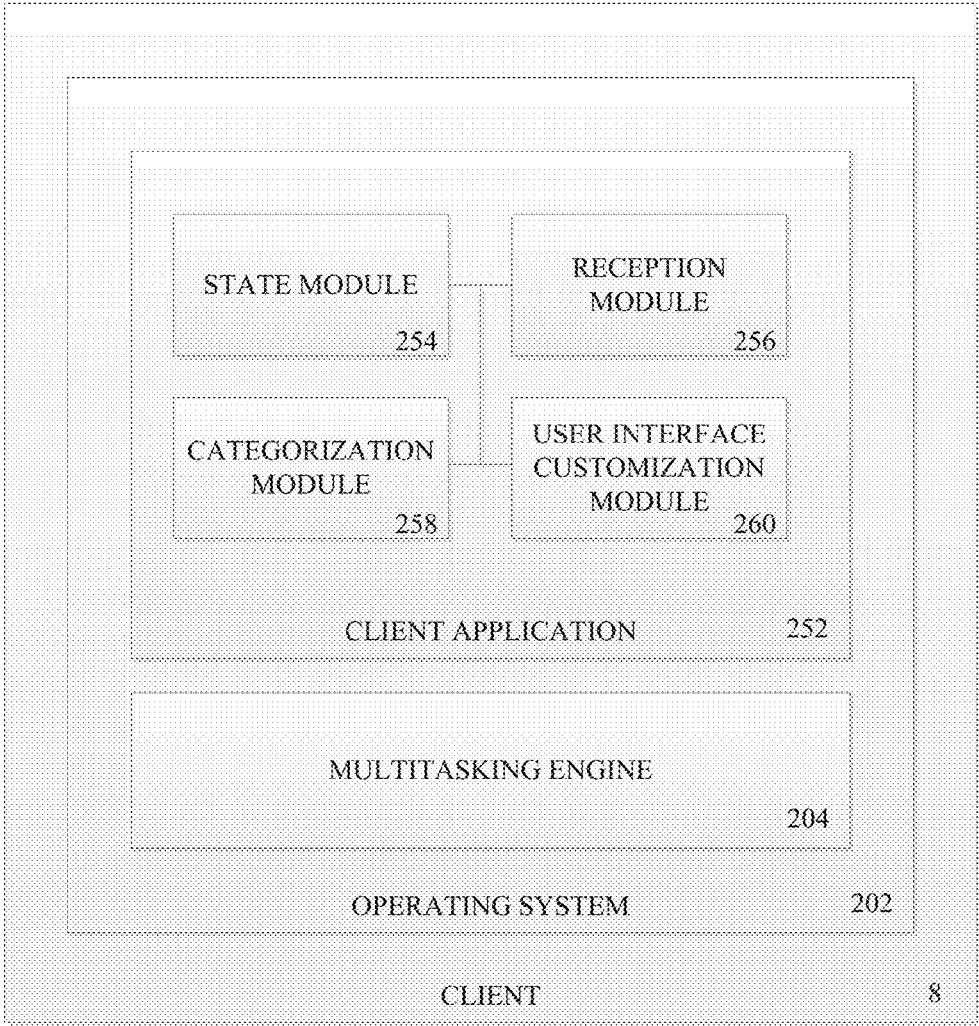 STATE MODULE
254
RECEPTION
MODULE
256
CATEGORIZATION
MODULE
258
USER INTERFACE
CUSTOMIZATION
MODULE
260
CLIENT APPLICATION 252
MULTITASKING ENGINE
204
OPERATING SYSTEM 202
CLIENT 8